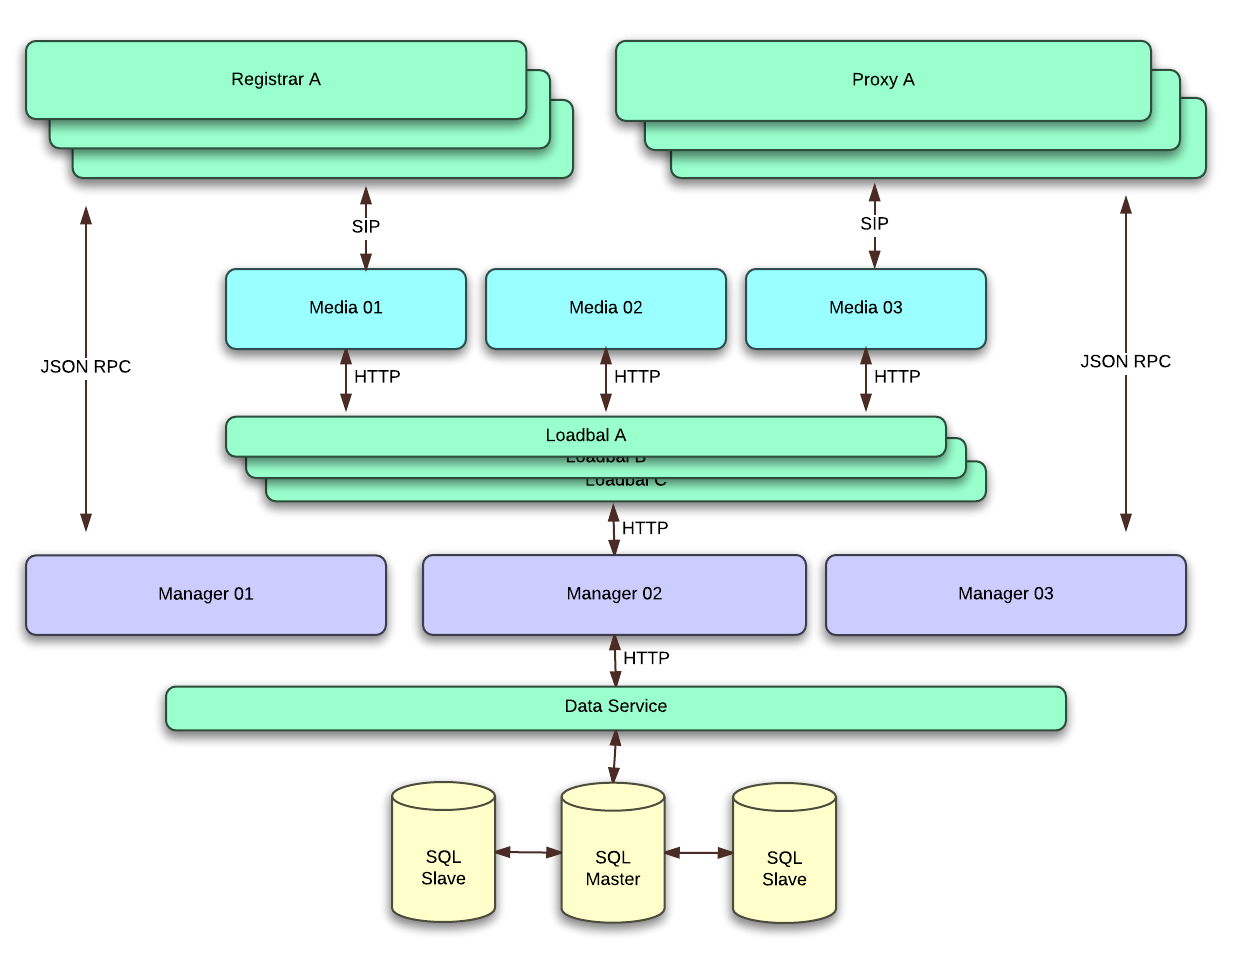 Registrar A
Proxy A
SIP
SIP
Media 01
Media 02
Media 03
JSON RPC
JSON RPC
HTTP
HTTP
HTTP
Loadbal A
Loadbal B
Loadbal C
HTTP
Manager 01
Manager 02
Manager 03
HTTP
Data Service
SQL
Slave
SQL
Master
SQL
Slave